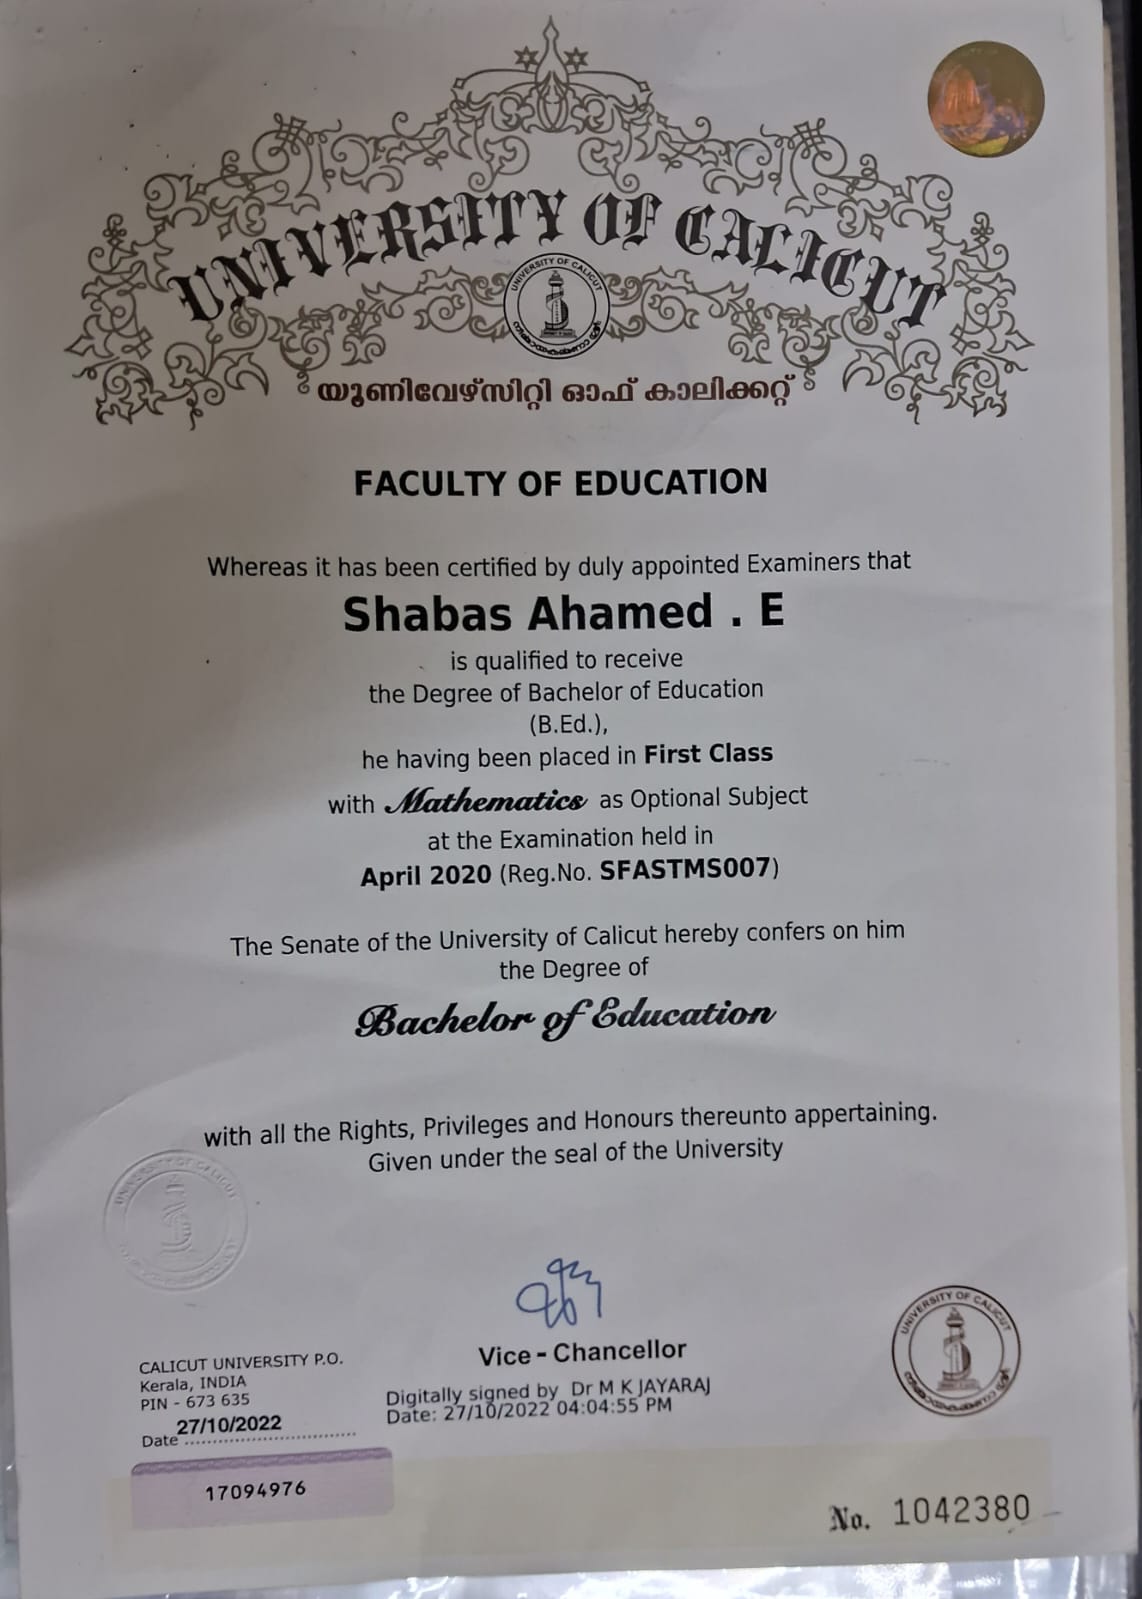 UNIVERSITY OF CALICUT
UNIVERSITY OF CALICUT
യൂണിവേഴ്സിറ്റി ഓഫ് കാലിക്കറ്റ്
FACULTY OF EDUCATION
Whereas it has been certified by duly appointed Examiners that
Shabas Ahamed . E
is qualified to receive
the Degree of Bachelor of Education
(B.Ed.),
he having been placed in First Class
with Mathematics as Optional Subject
at the Examination held in
April 2020 (Reg.No. SFASTMS007)
The Senate of the University of Calicut hereby confers on him
the Degree of
Bachelor of Education
with all the Rights, Privileges and Honours thereunto appertaining.
Given under the seal of the University
UNIVERSITY OF CALICUT
UNIVERSITY OF CALICUT
Vice - Chancellor
Digitally signed by Dr M K JAYARAJ
Date: 27/10/2022 04:04:55 PM
CALICUT UNIVERSITY P.O.
Kerala, INDIA
PIN - 673 635
27/10/2022
Date ..............................
17094976
No. 1042380